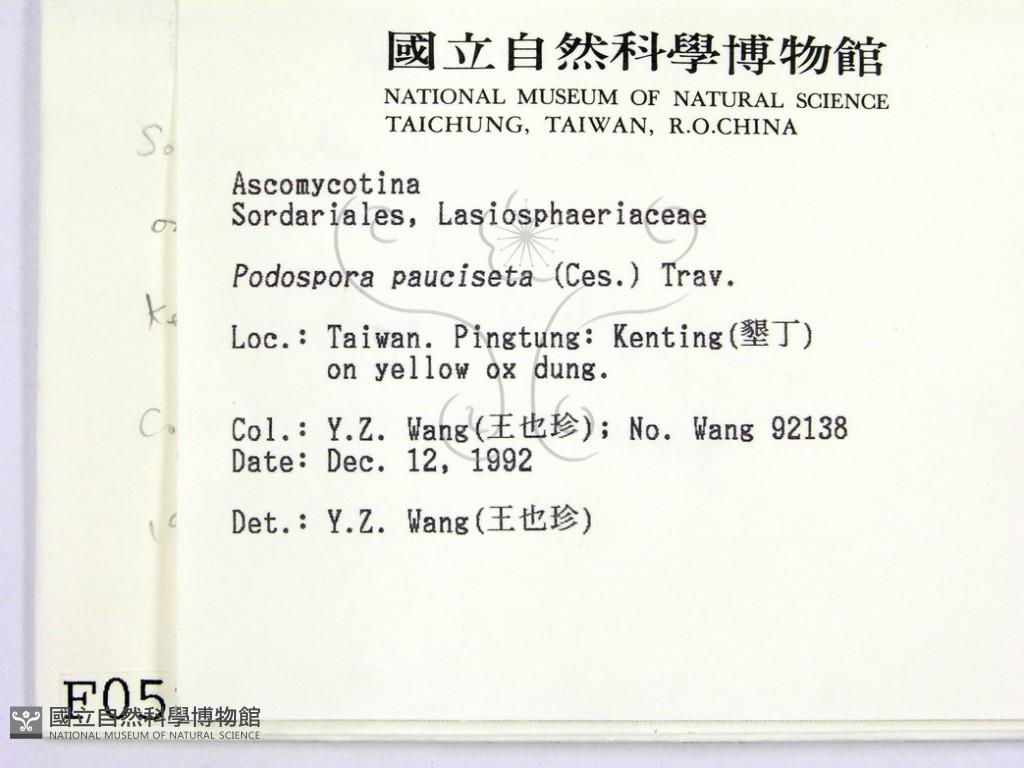 國立自然科學博物館
NATIONAL MUSEUM OF NATURAL SCIENCE
TAICHUNG, TAIWAN, R.O.CHINA
Ascomycotina
Sordariales, Lasiosphaeriaceae
Podospora pauciseta (Ces.) Trav.
Loc.: Taiwan. Pingtung: Kenting(墾丁)
on yellow ox dung.
Col.: Y.Z. Wang(王也珍); No. Wang 92138
Date: Dec. 12, 1992
Det.: Y.Z. Wang(王也珍)
F05
國立自然科學博物館
NATIONAL MUSEUM OF NATURAL SCIENCE